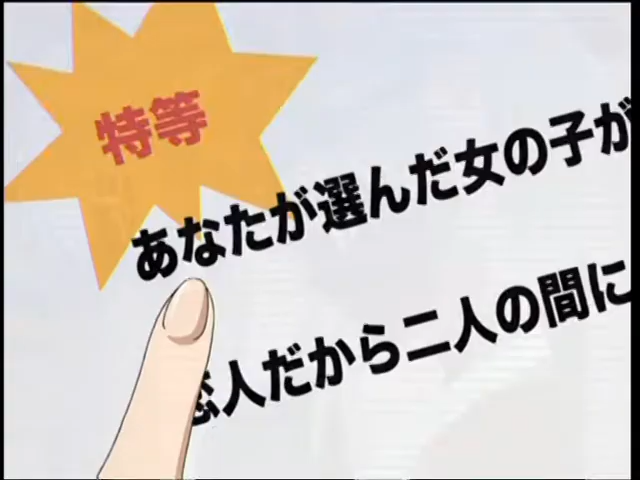 特等
あなたが選んだ女の子が
恋人だから二人の間に